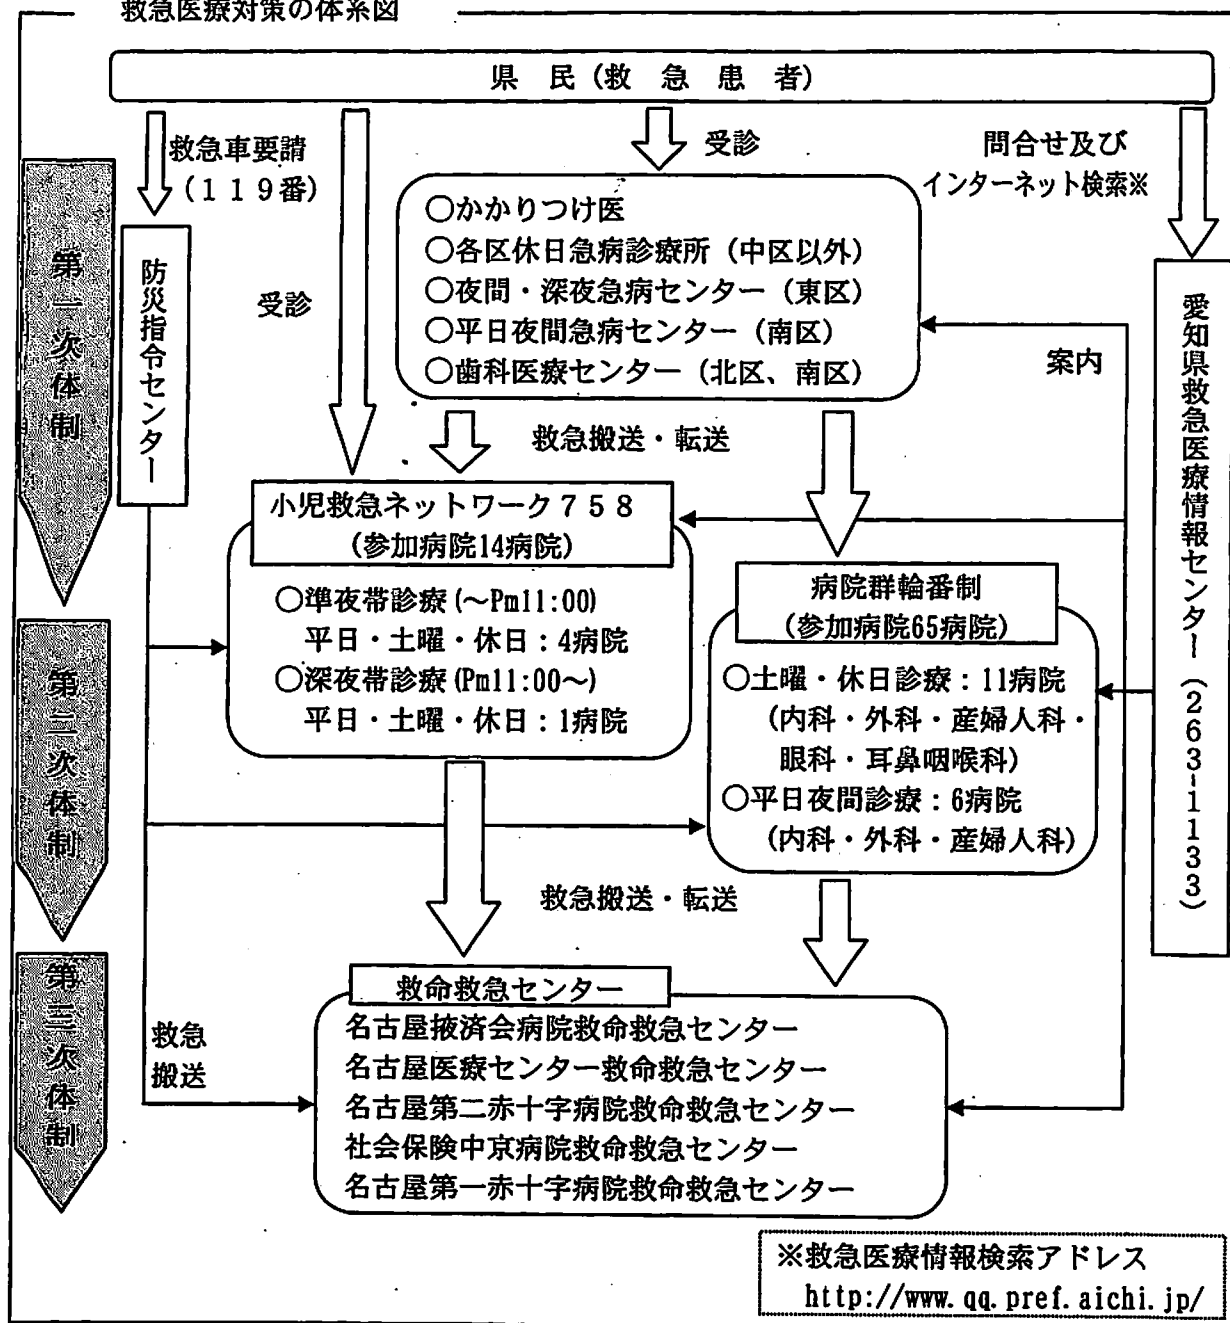 救急医療対策の体系図
県 民 (救 急 患 者)
救急車要請
(119番)
受診
問合せ及び
インターネット検索※
第一次体制
防災指令センター
受診
○かかりつけ医
○各区休日急病診療所 (中区以外)
○夜間・深夜急病センター (東区)
○平日夜間急病センター (南区)
○歯科医療センター (北区、南区)
案内
愛知県救急医療情報センター (263-1133)
救急搬送・転送
小児救急ネットワーク758
(参加病院14病院)
○準夜帯診療 (~Pm11:00)
平日・土曜・休日:4病院
○深夜帯診療 (Pm11:00~)
平日・土曜・休日:1病院
病院群輪番制
(参加病院65病院)
○土曜・休日診療:11病院
(内科・外科・産婦人科・
眼科・耳鼻咽喉科)
○平日夜間診療:6病院
(内科・外科・産婦人科)
第二次体制
救急搬送・転送
第三次体制
救急
搬送
救命救急センター
名古屋掖済会病院救命救急センター
名古屋医療センター救命救急センター
名古屋第二赤十字病院救命救急センター
社会保険中京病院救命救急センター
名古屋第一赤十字病院救命救急センター
※救急医療情報検索アドレス
http://www.qq.pref.aichi.jp/